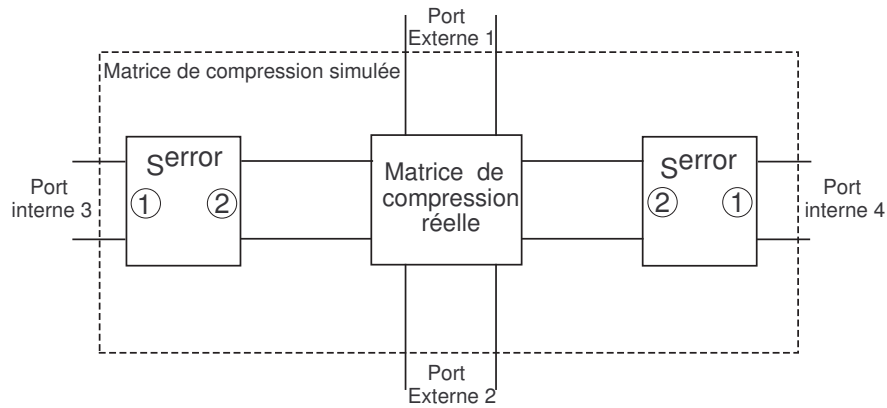 Port
Externe 1
Matrice de compression simulée
Serror
Serror
Matrice de
compression
réelle
Port
interne 3
1 2
2 1
Port
interne 4
Port
Externe 2